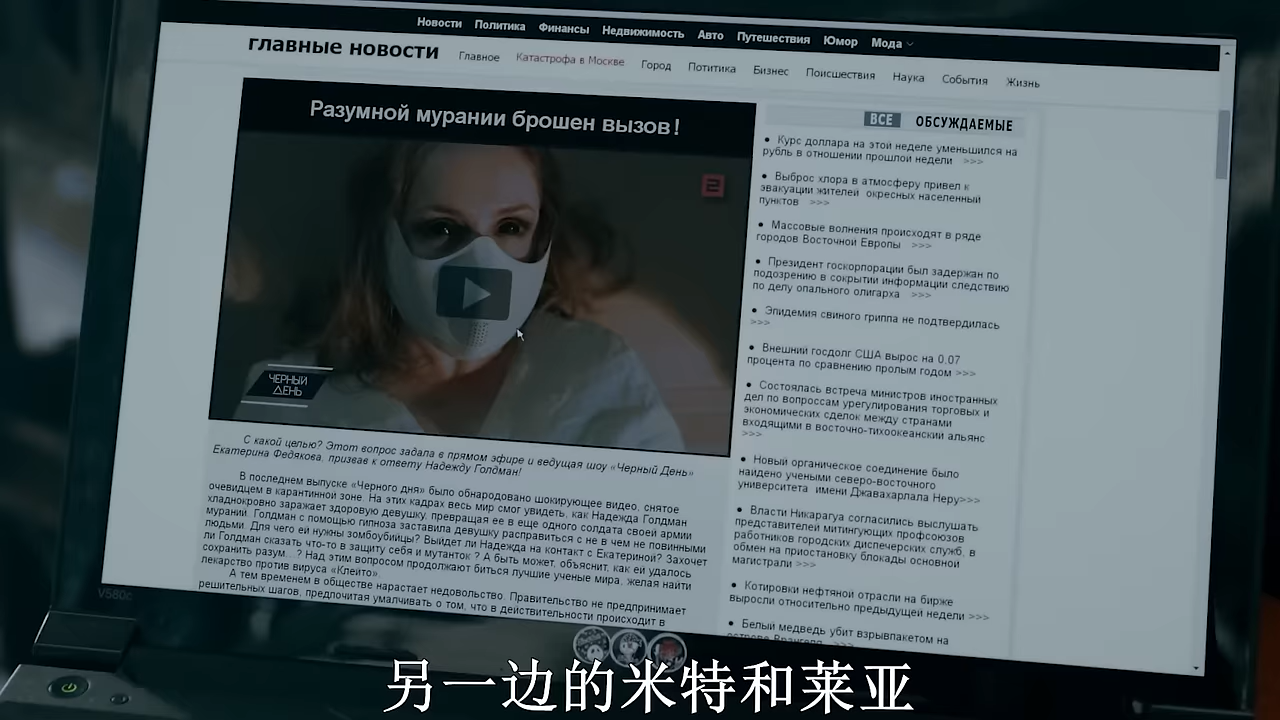 Новости Политика Финансы Недвижимость Авто Путешествия Юмор Мода
главные новости
Главное Катастрофа в Москве Город Потитика Бизнес Поисшествия Наука События Жизнь
Разумной мурании брошен вызов!
2
ЧЕРНЫЙ
ДЕНЬ
С какой целью? Этот вопрос задала в прямом эфире и ведущая шоу «Черный День»
Екатерина Федякова, призвав к ответу Надежду Голдман!
В последнем выпуске «Черного дня» было обнародовано шокирующее видео, снятое
очевидцем в карантинной зоне. На этих кадрах весь мир смог увидеть, как Надежда Голдман
хладнокровно заражает здоровую девушку, превращая ее в еще одного солдата своей армии
мураний. Голдман с помощью гипноза заставила девушку расправиться с не в чем не повинными
людьми. Для чего ей нужны зомбоубийцы? Выйдет ли Надежда на контакт с Екатериной? Захочет
ли Голдман сказать что-то в защиту себя и мутанток ? А быть может, объяснит, как ей удалось
сохранить разум...? Над этим вопросом продолжают биться лучшие ученые мира, желая найти
лекарство против вируса «Клейто».
А тем временем в обществе нарастает недовольство. Правительство не предпринимает
решительных шагов, предпочитая умалчивать о том, что в действительности происходит в
ВСЕ ОБСУЖДАЕМЫЕ
• Курс доллара на этой неделе уменьшился на
рубль в отношении прошлой недели >>>
• Выброс хлора в атмосферу привел к
эвакуации жителей окресных населенный
пунктов >>>
• Массовые волнения происходят в ряде
городов Восточной Европы >>>
• Президент госкорпорации был задержан по
подозрению в сокрытии информации следствию
по делу опального олигарха >>>
• Эпидемия свиного гриппа не подтвердилась
>>>
• Внешний госдолг США вырос на 0.07
процента по сравнению пролым годом >>>
• Состоялась встреча министров иностранных
дел по вопроссам урегулирования торговых и
экономических сделок между странами
входящими в восточно-тихоокеанский альянс
>>>
• Новый органическое соединение было
найдено учеными северо-восточного
университета имени Джавахарлала Неру>>>
• Власти Никарагуа согласились выслушать
представителей митингующих профсоюзов
работников городских диспечерских служб, в
обмен на приостановку блокады основной
магистрали >>>
• Котировки нефтяной отрасли на бирже
выросли относительно предыдущей недели >>>
• Белый медведь убит взрывпакетом на
острове Врангеля >>>
V580c
另一边的米特和莱亚